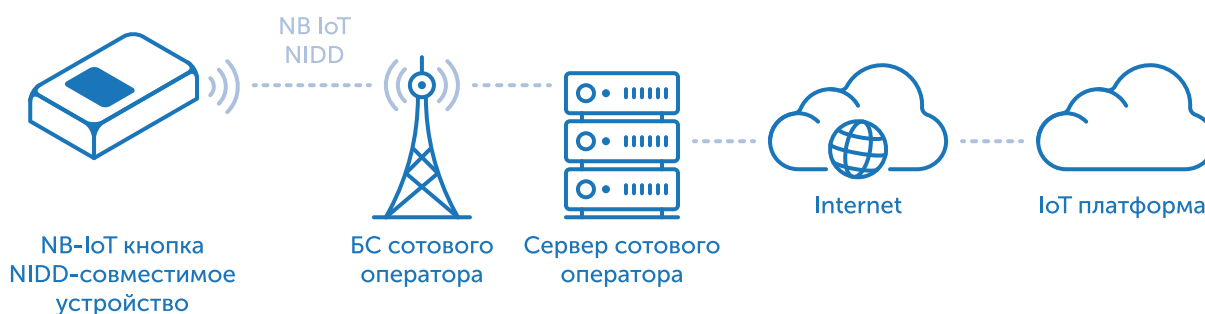 NB IoT
NIDD
NB-IoT кнопка
NIDD-совместимое
устройство
БС сотового
оператора
Сервер сотового
оператора
Internet
IoT платформа